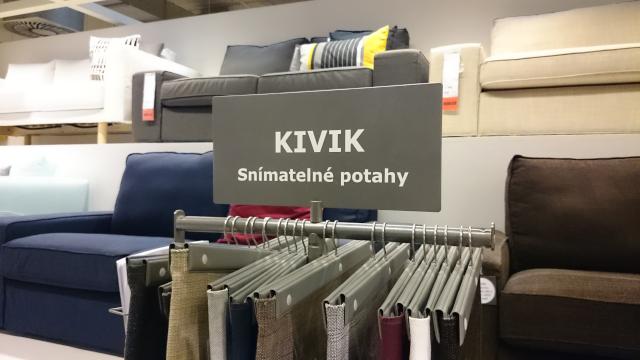 KIVIK
Snímatelné potahy